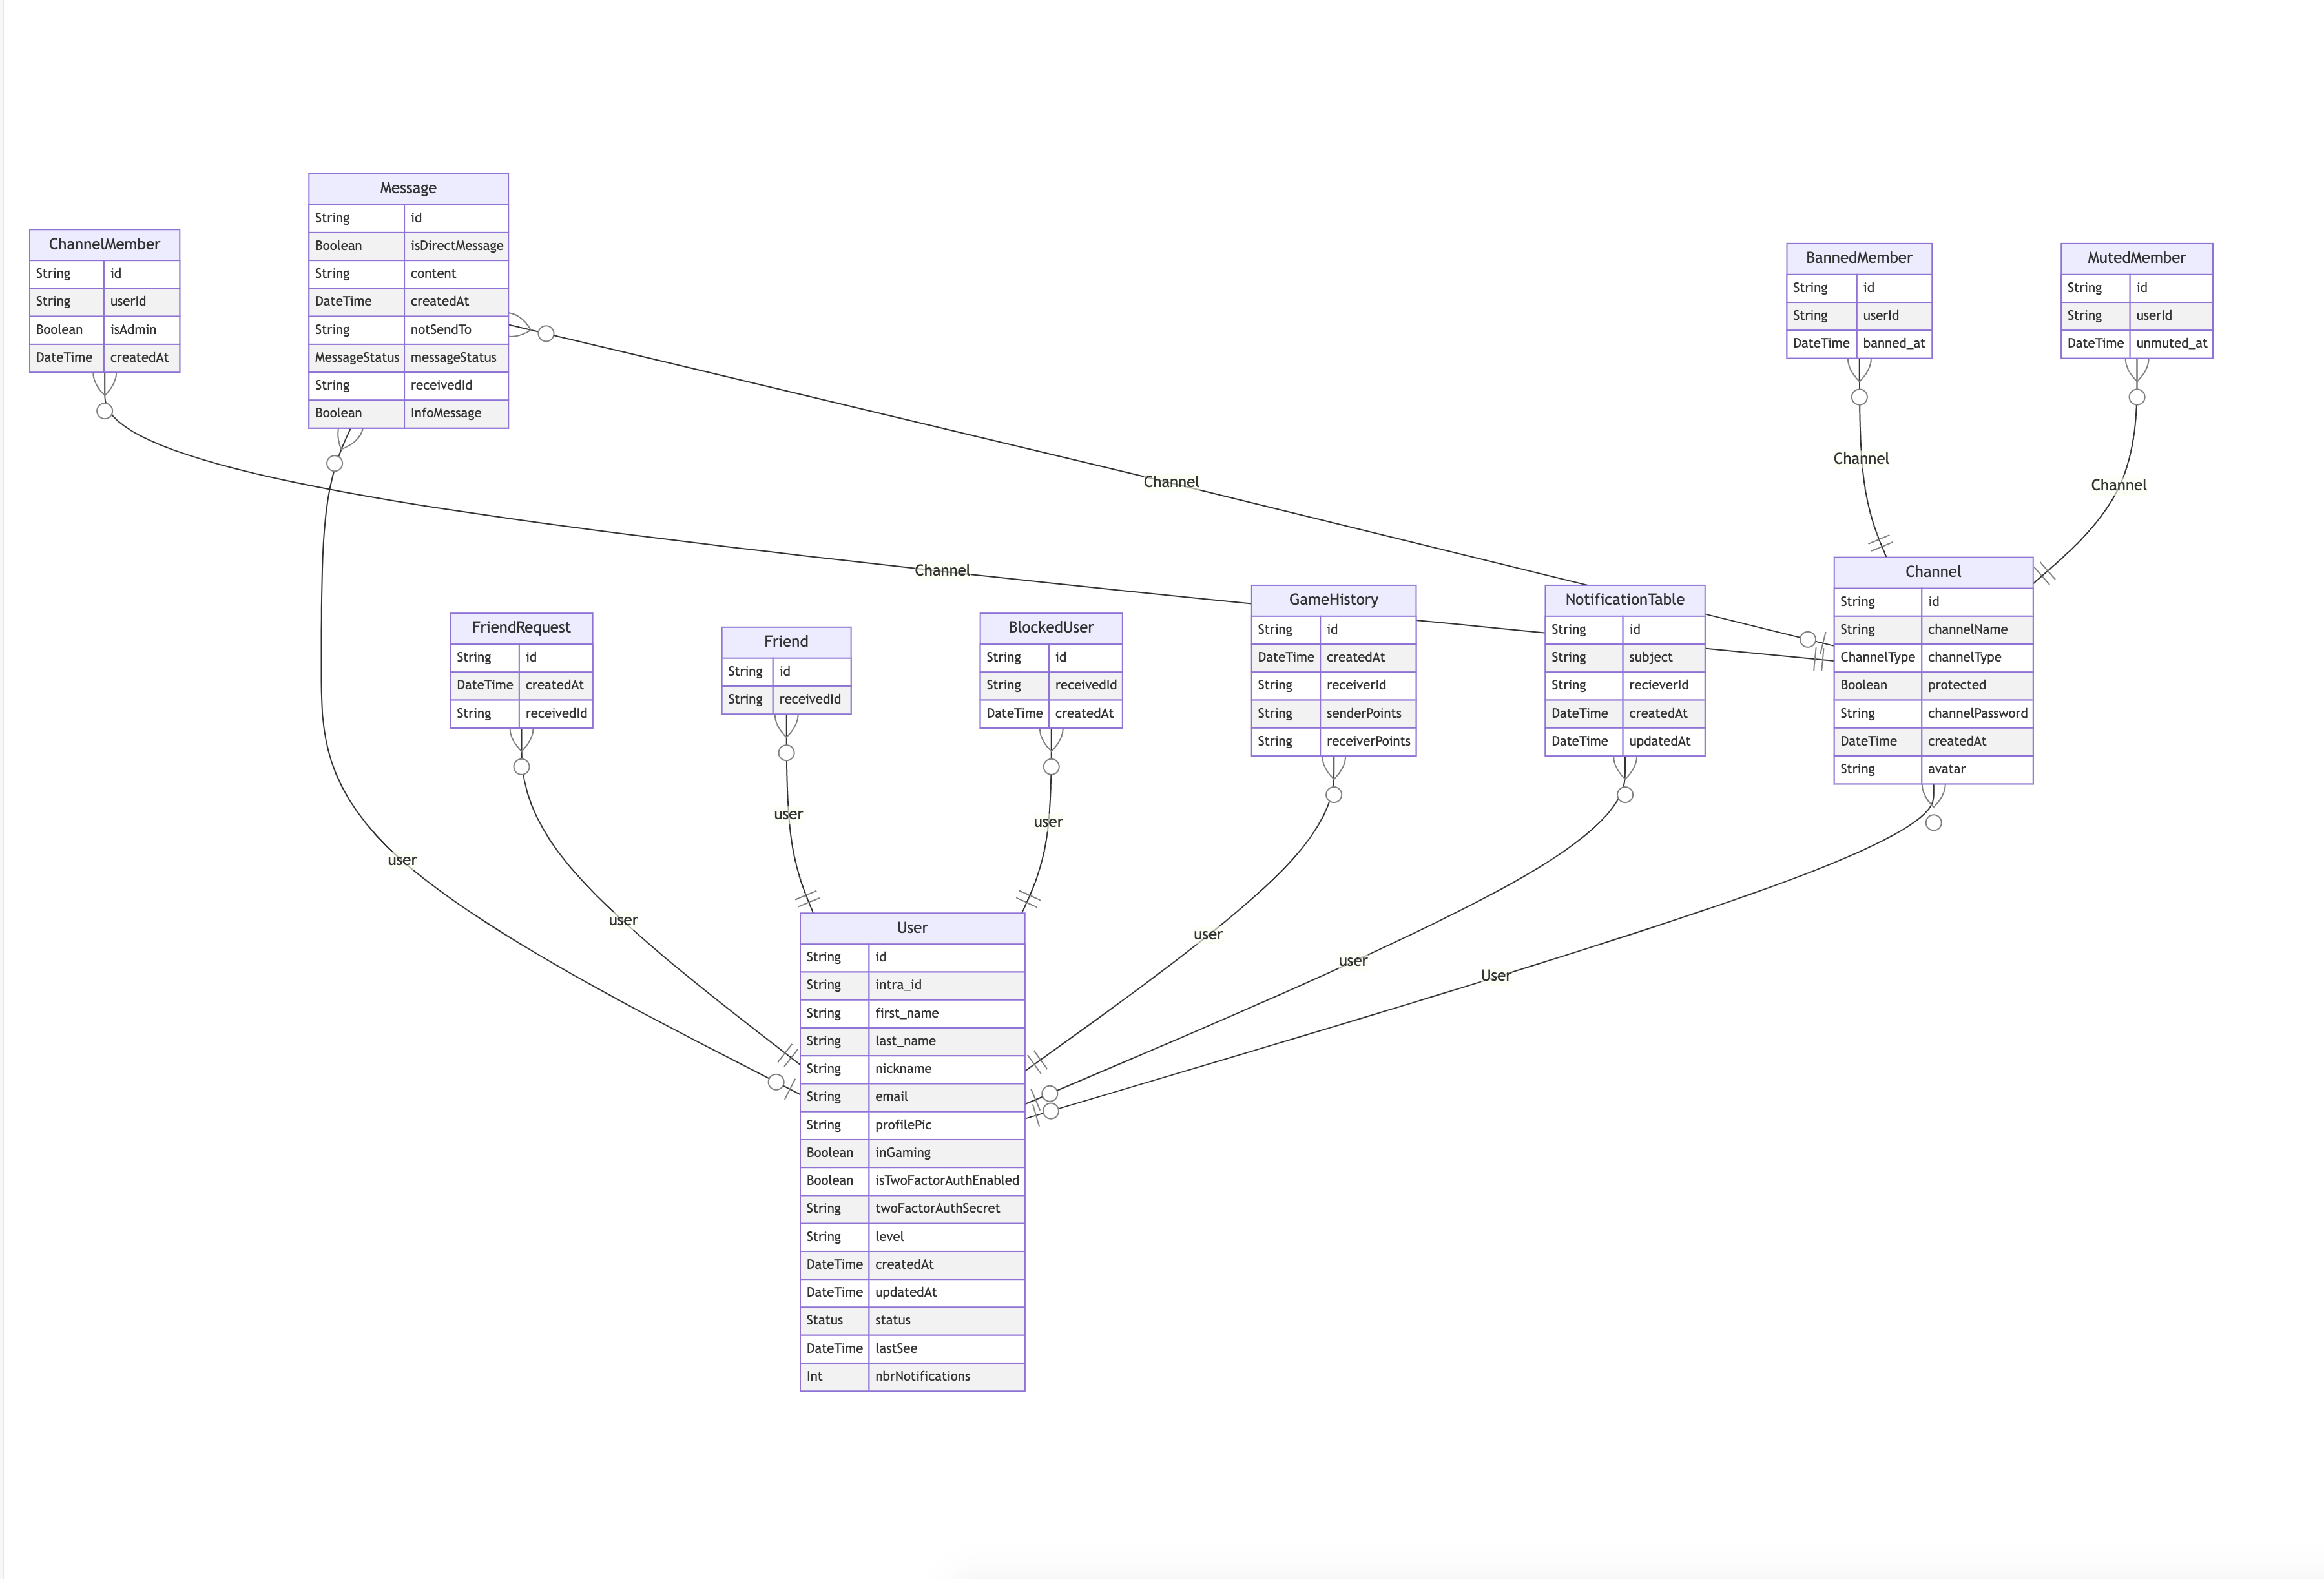 Message
String id
Boolean isDirectMessage
String content
DateTime createdAt
String notSendTo
MessageStatus messageStatus
String receivedId
Boolean InfoMessage
ChannelMember
String id
String userId
Boolean isAdmin
DateTime createdAt
BannedMember
String id
String userId
DateTime banned_at
MutedMember
String id
String userId
DateTime unmuted_at
Channel
Channel
Channel
Channel
Channel
String id
String channelName
ChannelType channelType
Boolean protected
String channelPassword
DateTime createdAt
String avatar
FriendRequest
String id
DateTime createdAt
String receivedId
Friend
String id
String receivedId
BlockedUser
String id
String receivedId
DateTime createdAt
GameHistory
String id
DateTime createdAt
String receiverId
String senderPoints
String receiverPoints
NotificationTable
String id
String subject
String recieverId
DateTime createdAt
DateTime updatedAt
user
user
user
user
user
user
User
User
String id
String intra_id
String first_name
String last_name
String nickname
String email
String profilePic
Boolean inGaming
Boolean isTwoFactorAuthEnabled
String twoFactorAuthSecret
String level
DateTime createdAt
DateTime updatedAt
Status status
DateTime lastSee
Int nbrNotifications